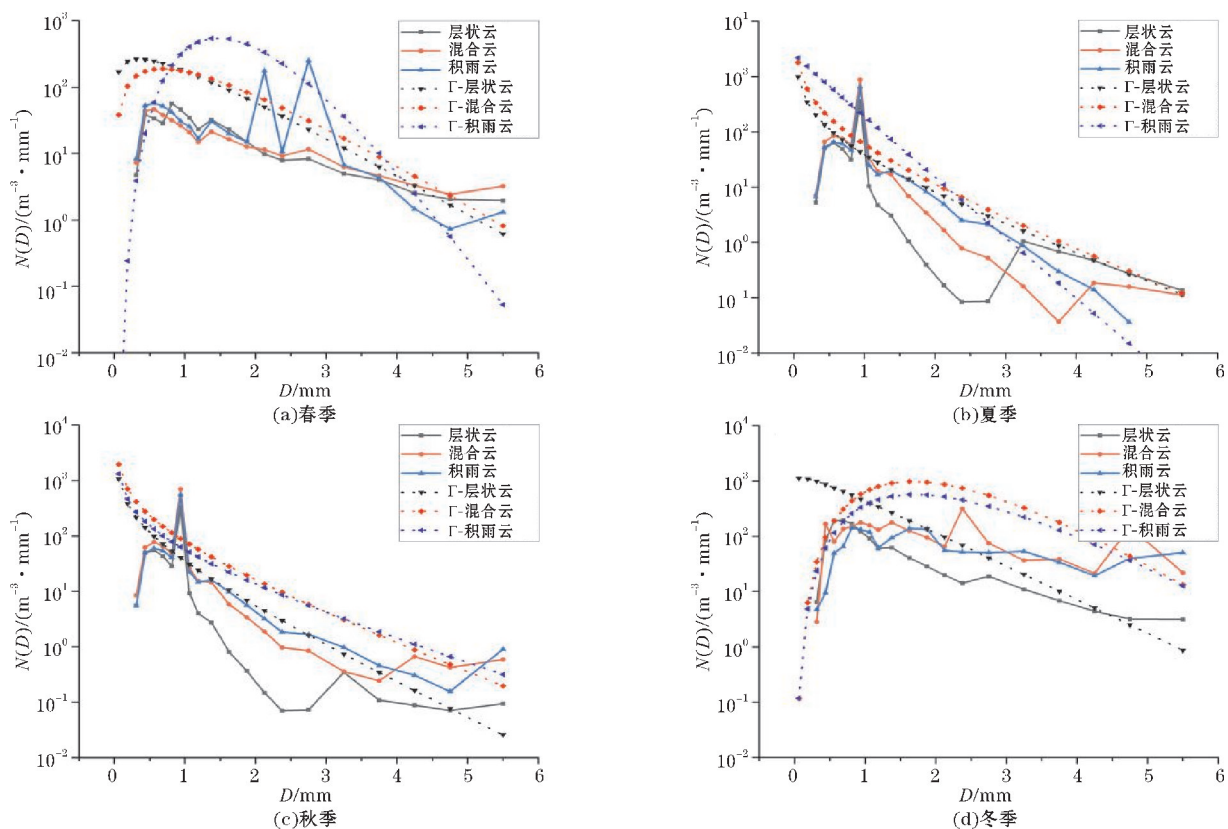 10³
10²
10¹
10⁰
10⁻¹
10⁻²
N(D)/(m⁻³·mm⁻¹)
层状云
混合云
积雨云
Γ-层状云
Γ-混合云
Γ-积雨云
0 1 2 3 4 5 6
D/mm
(a)春季
10¹
10³
10²
10¹
10⁰
10⁻¹
10⁻²
N(D)/(m⁻³·mm⁻¹)
层状云
混合云
积雨云
Γ-层状云
Γ-混合云
Γ-积雨云
0 1 2 3 4 5 6
D/mm
(b)夏季
10⁴
10³
10²
10¹
10⁰
10⁻¹
10⁻²
N(D)/(m⁻³·mm⁻¹)
层状云
混合云
积雨云
Γ-层状云
Γ-混合云
Γ-积雨云
0 1 2 3 4 5 6
D/mm
(c)秋季
10⁴
10³
10²
10¹
10⁰
10⁻¹
10⁻²
N(D)/(m⁻³·mm⁻¹)
层状云
混合云
积雨云
Γ-层状云
Γ-混合云
Γ-积雨云
0 1 2 3 4 5 6
D/mm
(d)冬季